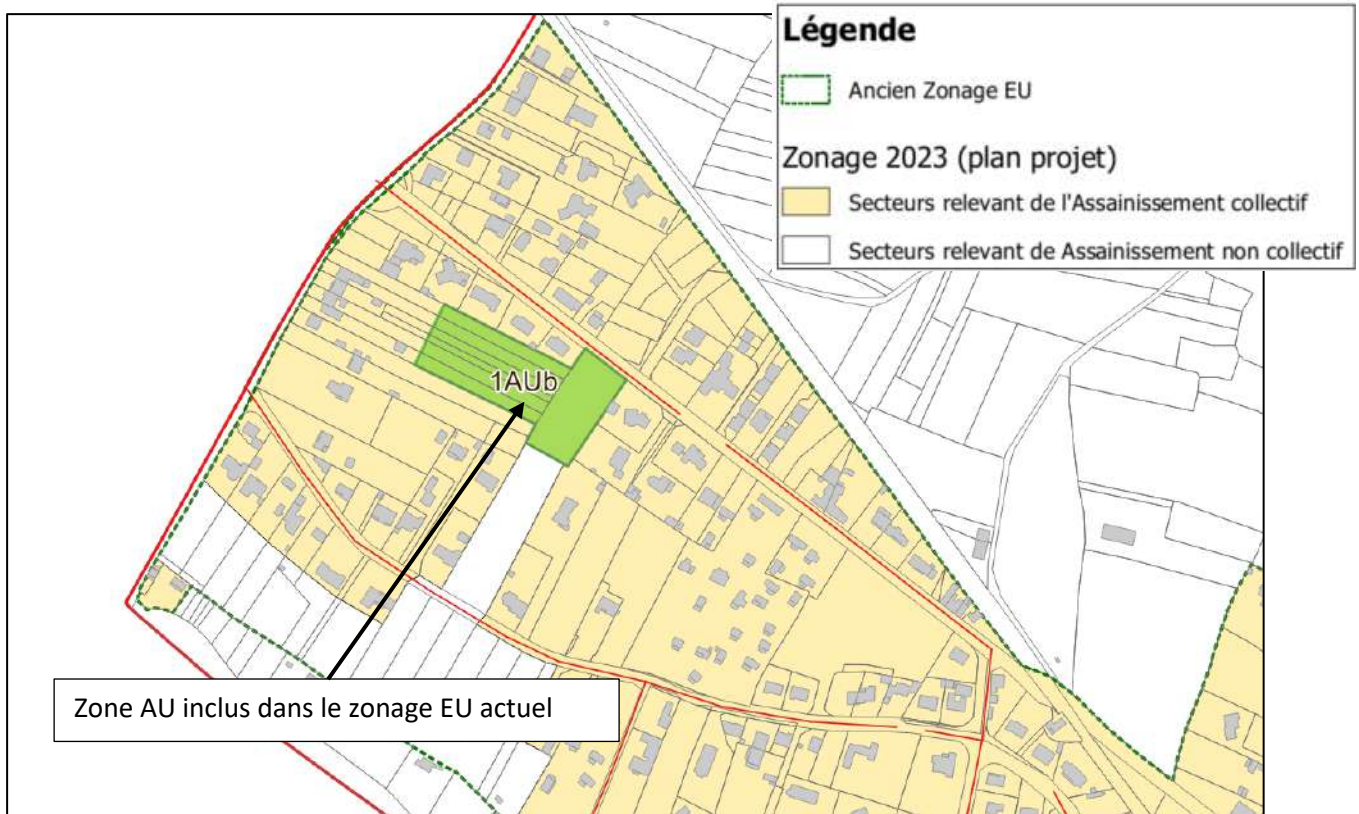 Légende
Ancien Zonage EU
Zonage 2023 (plan projet)
Secteurs relevant de l'Assainissement collectif
Secteurs relevant de Assainissement non collectif
1AUb
Zone AU inclus dans le zonage EU actuel